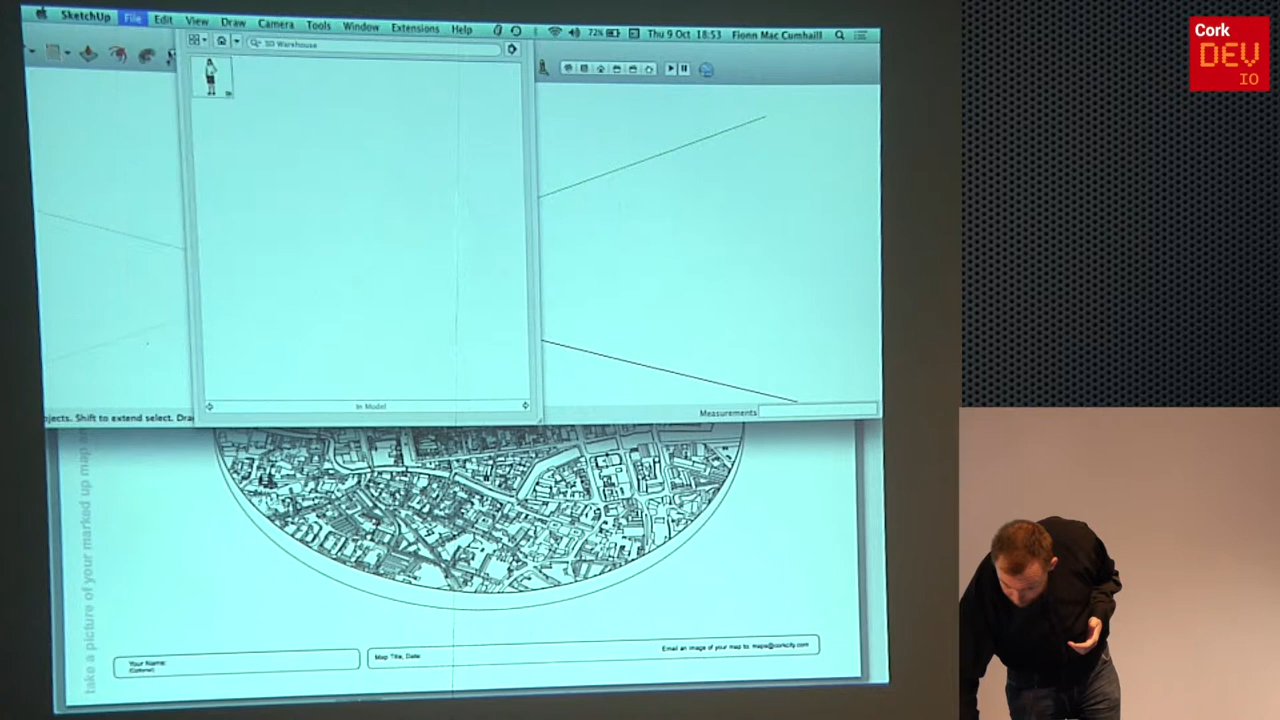 SketchUp File Edit View Draw Camera Tools Window Extensions Help 72% Thu 9 Oct 18:53 Fionn Mac Cumhaill
3D Warehouse
In Model
Measurements
jects. Shift to extend select. Dra
take a picture of your marked up map
Your Name:
(Optional)
Map Title, Date:
Email an image of your map to: maps@corkcity.com
Cork
DEV
IO